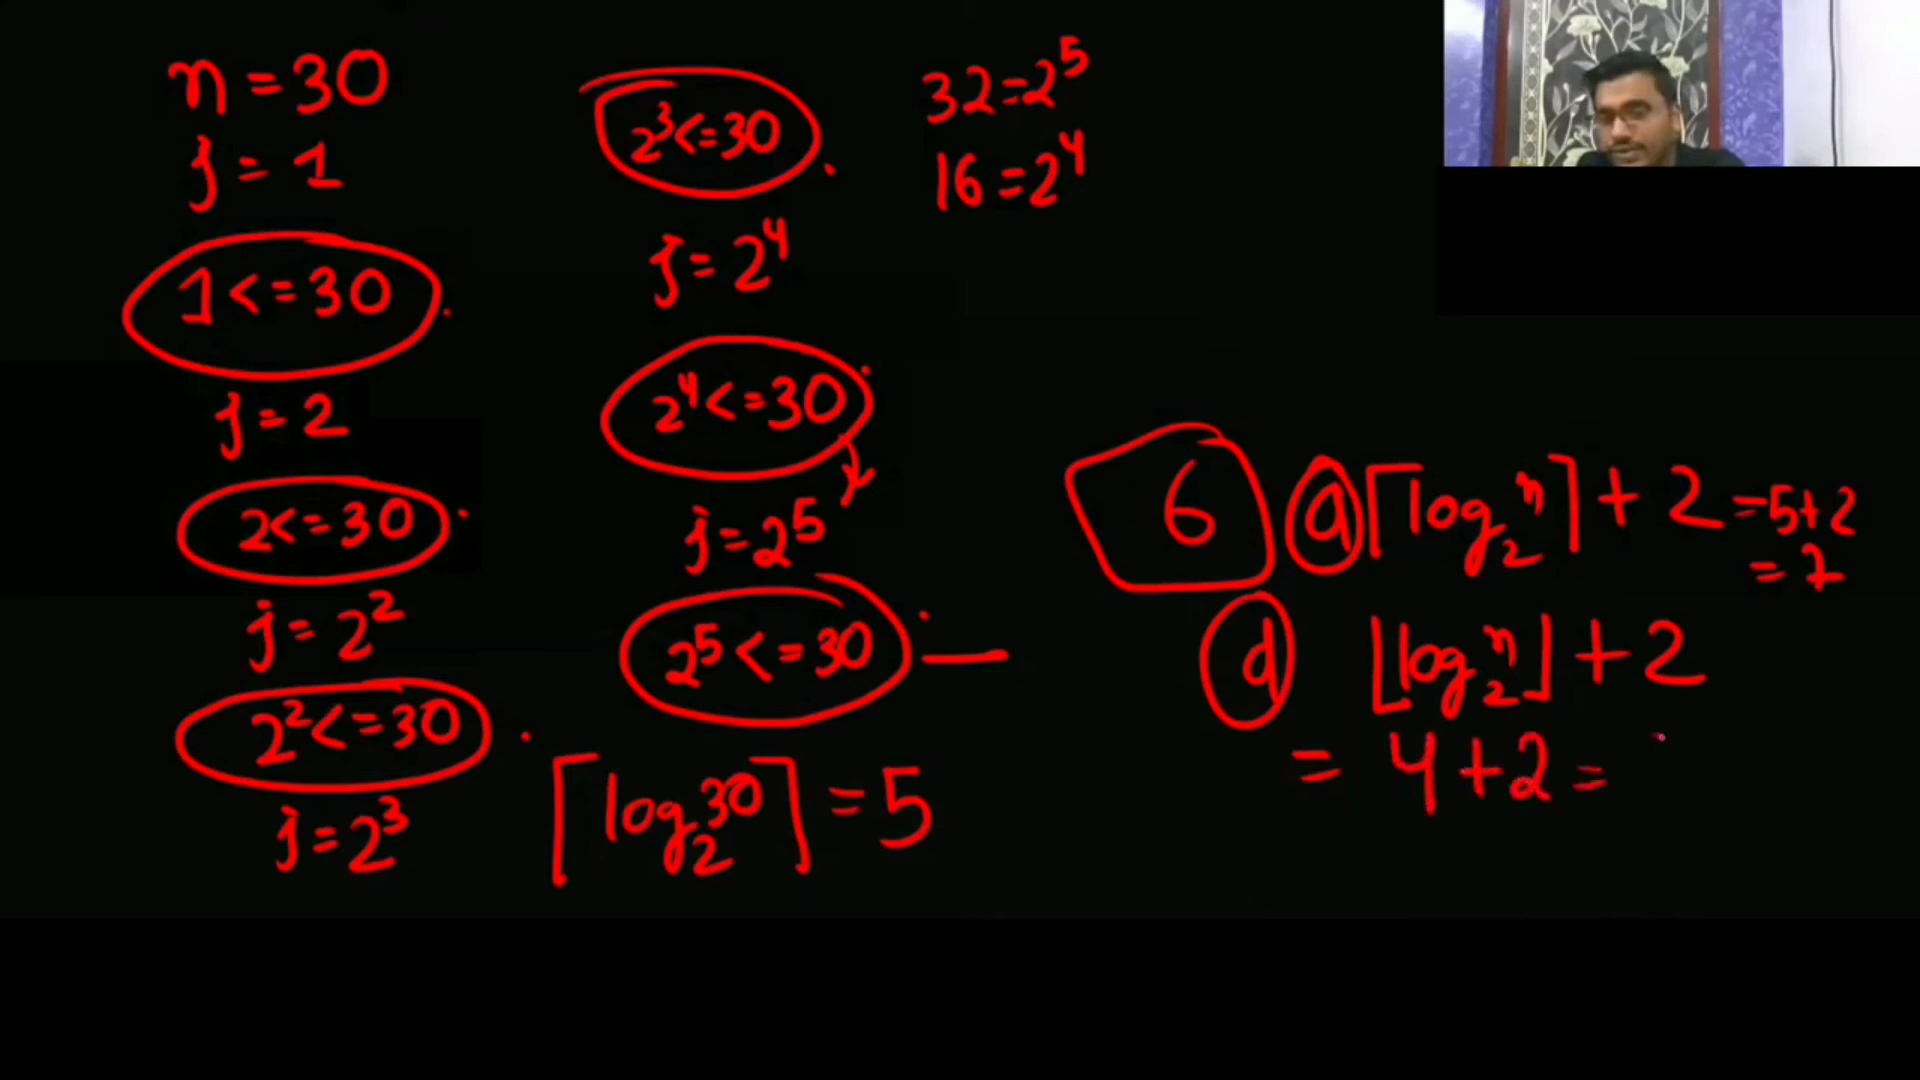 n = 30
j = 1
1 <= 30
j = 2
2 <= 30
j = 2²
2² <= 30
j = 2³
2³ <= 30
j = 2⁴
2⁴ <= 30
j = 2⁵
2⁵ <= 30
⌈log₂30⌉ = 5
32 = 2⁵
16 = 2⁴
6
a ⌈log₂n⌉ + 2 = 5+2
= 7
d ⌊log₂n⌋ + 2
= 4 + 2 =